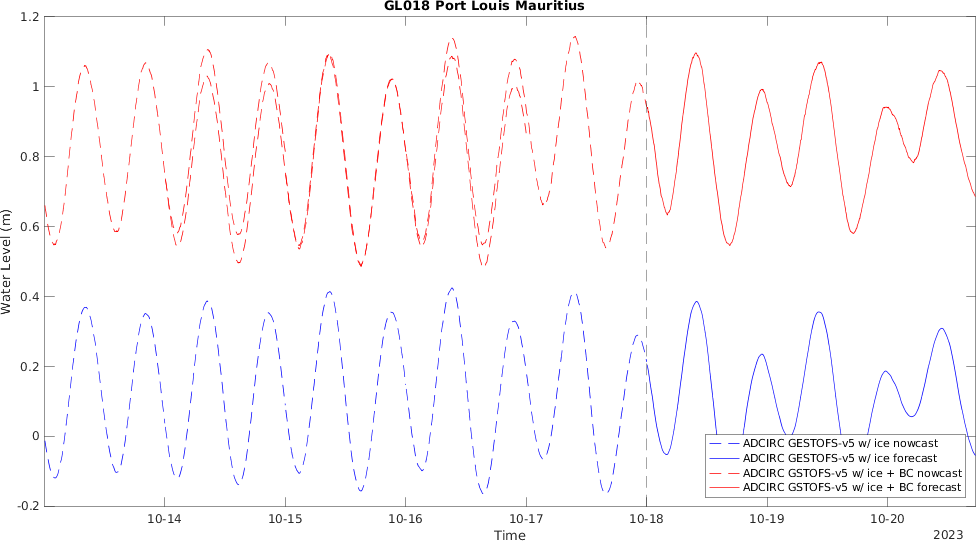 GL018 Port Louis Mauritius
1.2
1
0.8
0.6
0.4
0.2
0
-0.2
Water Level (m)
10-14
10-15
10-16
10-17
10-18
10-19
10-20
Time
2023
ADCIRC GESTOFS-v5 w/ ice nowcast
ADCIRC GESTOFS-v5 w/ ice forecast
ADCIRC GSTOFS-v5 w/ ice + BC nowcast
ADCIRC GSTOFS-v5 w/ ice + BC forecast